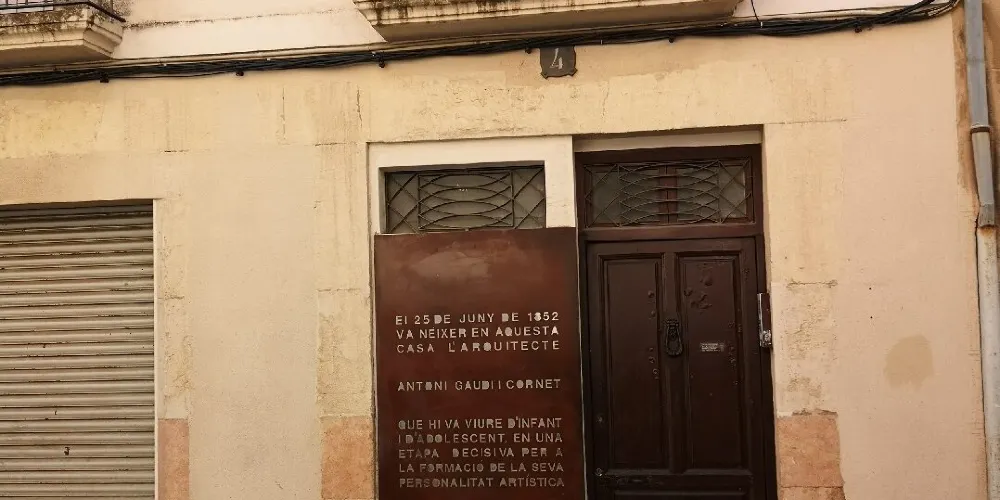 4
El 25 DE JUNY DE 1852
VA NEIXER EN AQUESTA
CASA L'ARQUITECTE
ANTONI GAUDI I CORNET
QUE HI VA VIURE D'INFANT
I D'ADOLESCENT, EN UNA
ETAPA DECISIVA PER A
LA FORMACIO DE LA SEVA
PERSONALITAT ARTÍSTICA